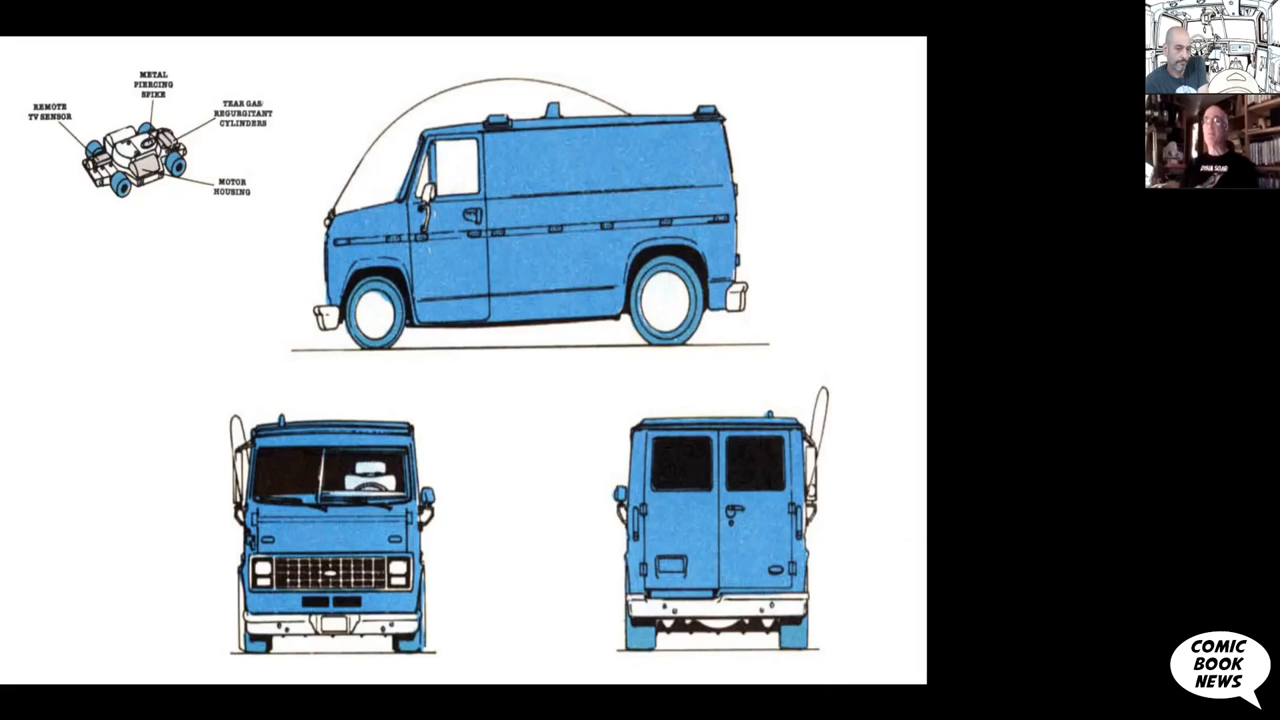 METAL
PIERCING
SPIKE
REMOTE
TV SENSOR
TEAR GAS/
REGURGITANT
CYLINDERS
MOTOR
HOUSING
COMIC
BOOK
NEWS